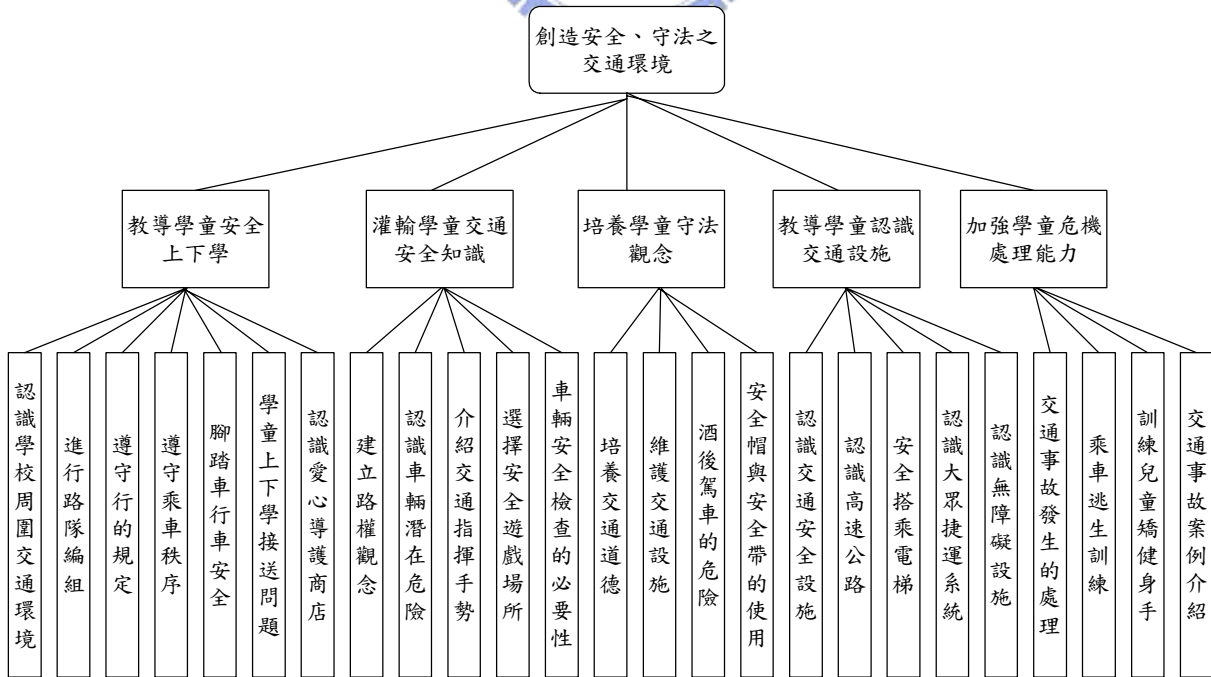 創造安全、守法之
交通環境
教導學童安全
上下學
灌輸學童交通
安全知識
培養學童守法
觀念
教導學童認識
交通設施
加強學童危機
處理能力
認識學校周圍交通環境
進行路隊編組
遵守行的規定
遵守乘車秩序
腳踏車行車安全
學童上下學接送問題
認識愛心導護商店
建立路權觀念
認識車輛潛在危險
介紹交通指揮手勢
選擇安全遊戲場所
車輛安全檢查的必要性
培養交通道德
維護交通設施
酒後駕車的危險
安全帽與安全帶的使用
認識交通安全設施
認識高速公路
安全搭乘電梯
認識大眾捷運系統
認識無障礙設施
交通事故發生的處理
乘車逃生訓練
訓練兒童矯健身手
交通事故案例介紹